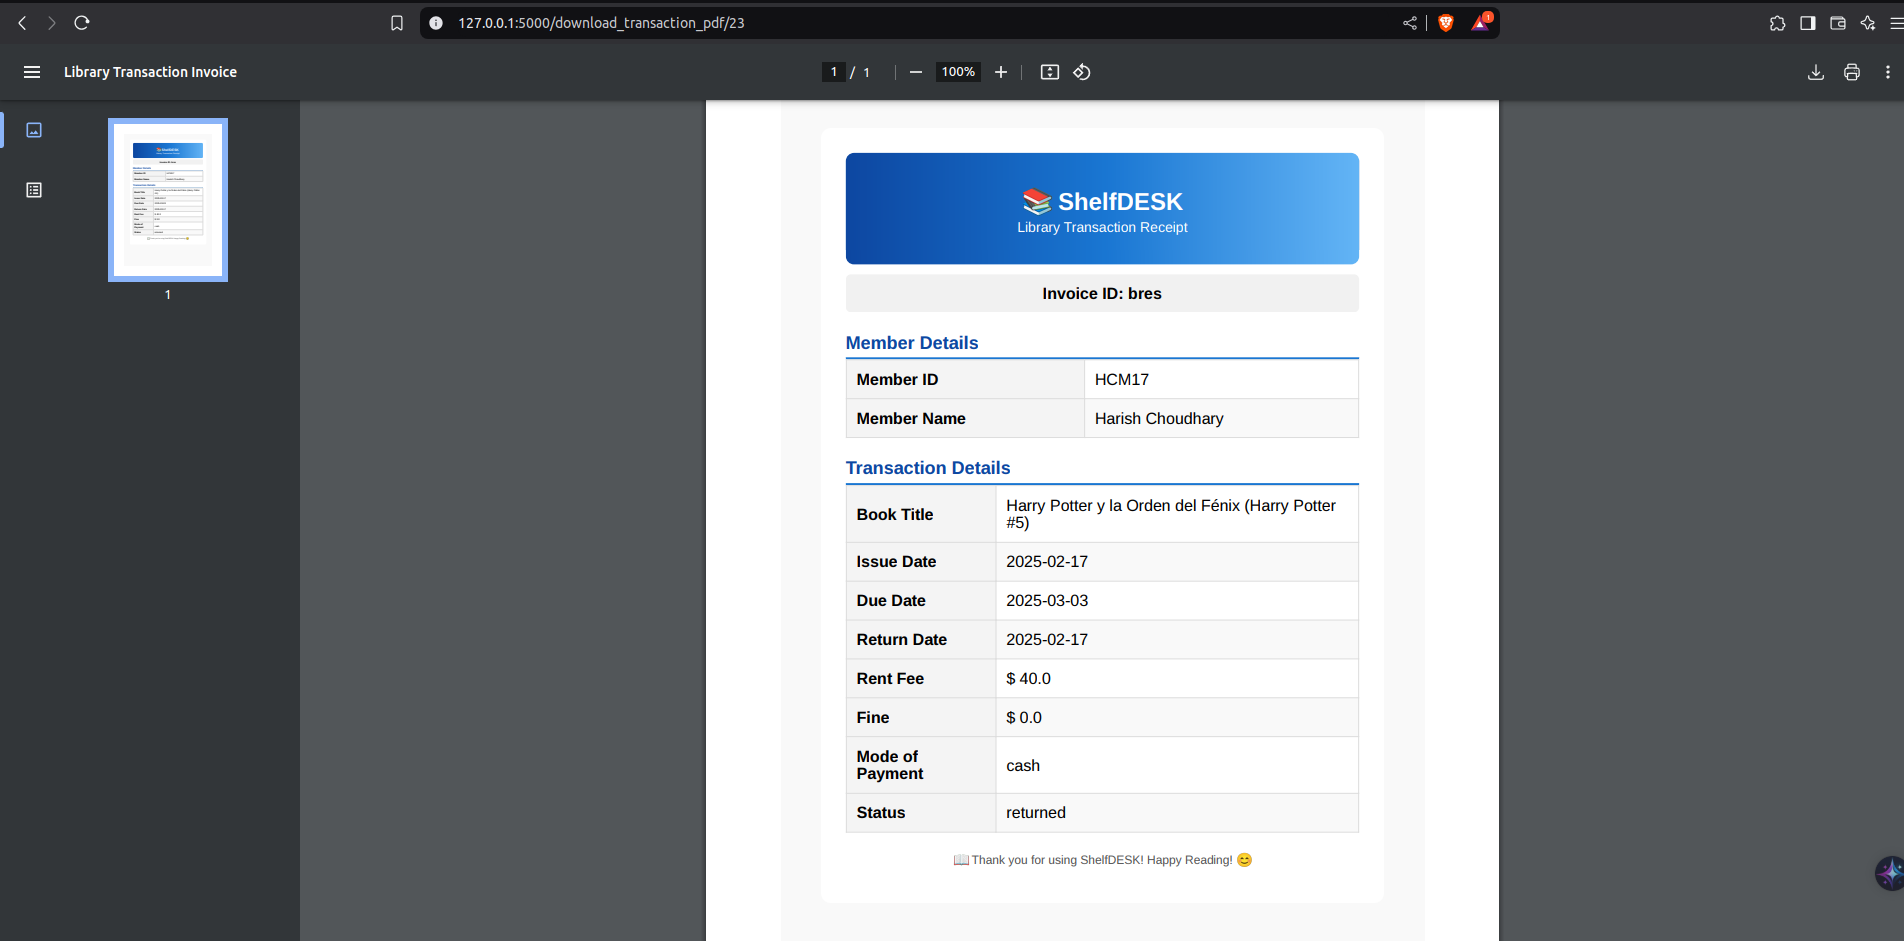 127.0.0.1:5000/download_transaction_pdf/23
1
Library Transaction Invoice
1 / 1
100%
1
ShelfDESK
Library Transaction Receipt
Invoice ID: bres
Member Details
Member ID HCM17
Member Name Harish Choudhary
Transaction Details
Book Title Harry Potter y la Orden del Fénix (Harry Potter
#5)
Issue Date 2025-02-17
Due Date 2025-03-03
Return Date 2025-02-17
Rent Fee $ 40.0
Fine $ 0.0
Mode of
Payment cash
Status returned
Thank you for using ShelfDESK! Happy Reading!